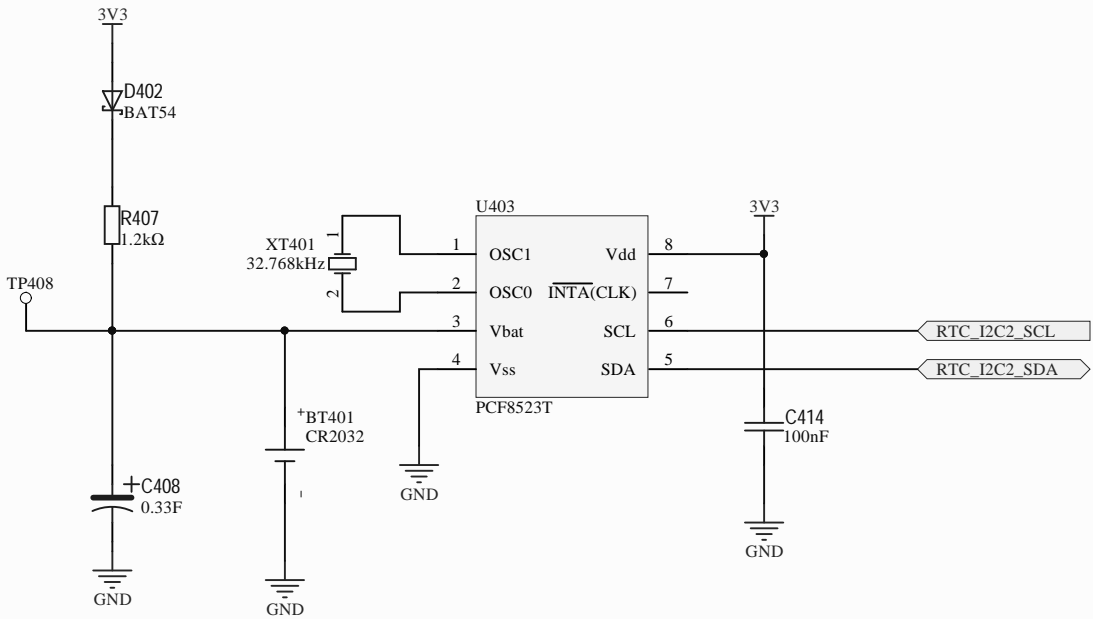 3V3
D402
BAT54
R407
1.2kΩ
TP408
+C408
0.33F
GND
+BT401
CR2032
-
GND
XT401
32.768kHz
1
2
U403
1 OSC1
2 OSC0
3 Vbat
4 Vss
Vdd 8
INTA(CLK) 7
SCL 6
SDA 5
PCF8523T
GND
3V3
RTC_I2C2_SCL
RTC_I2C2_SDA
C414
100nF
GND